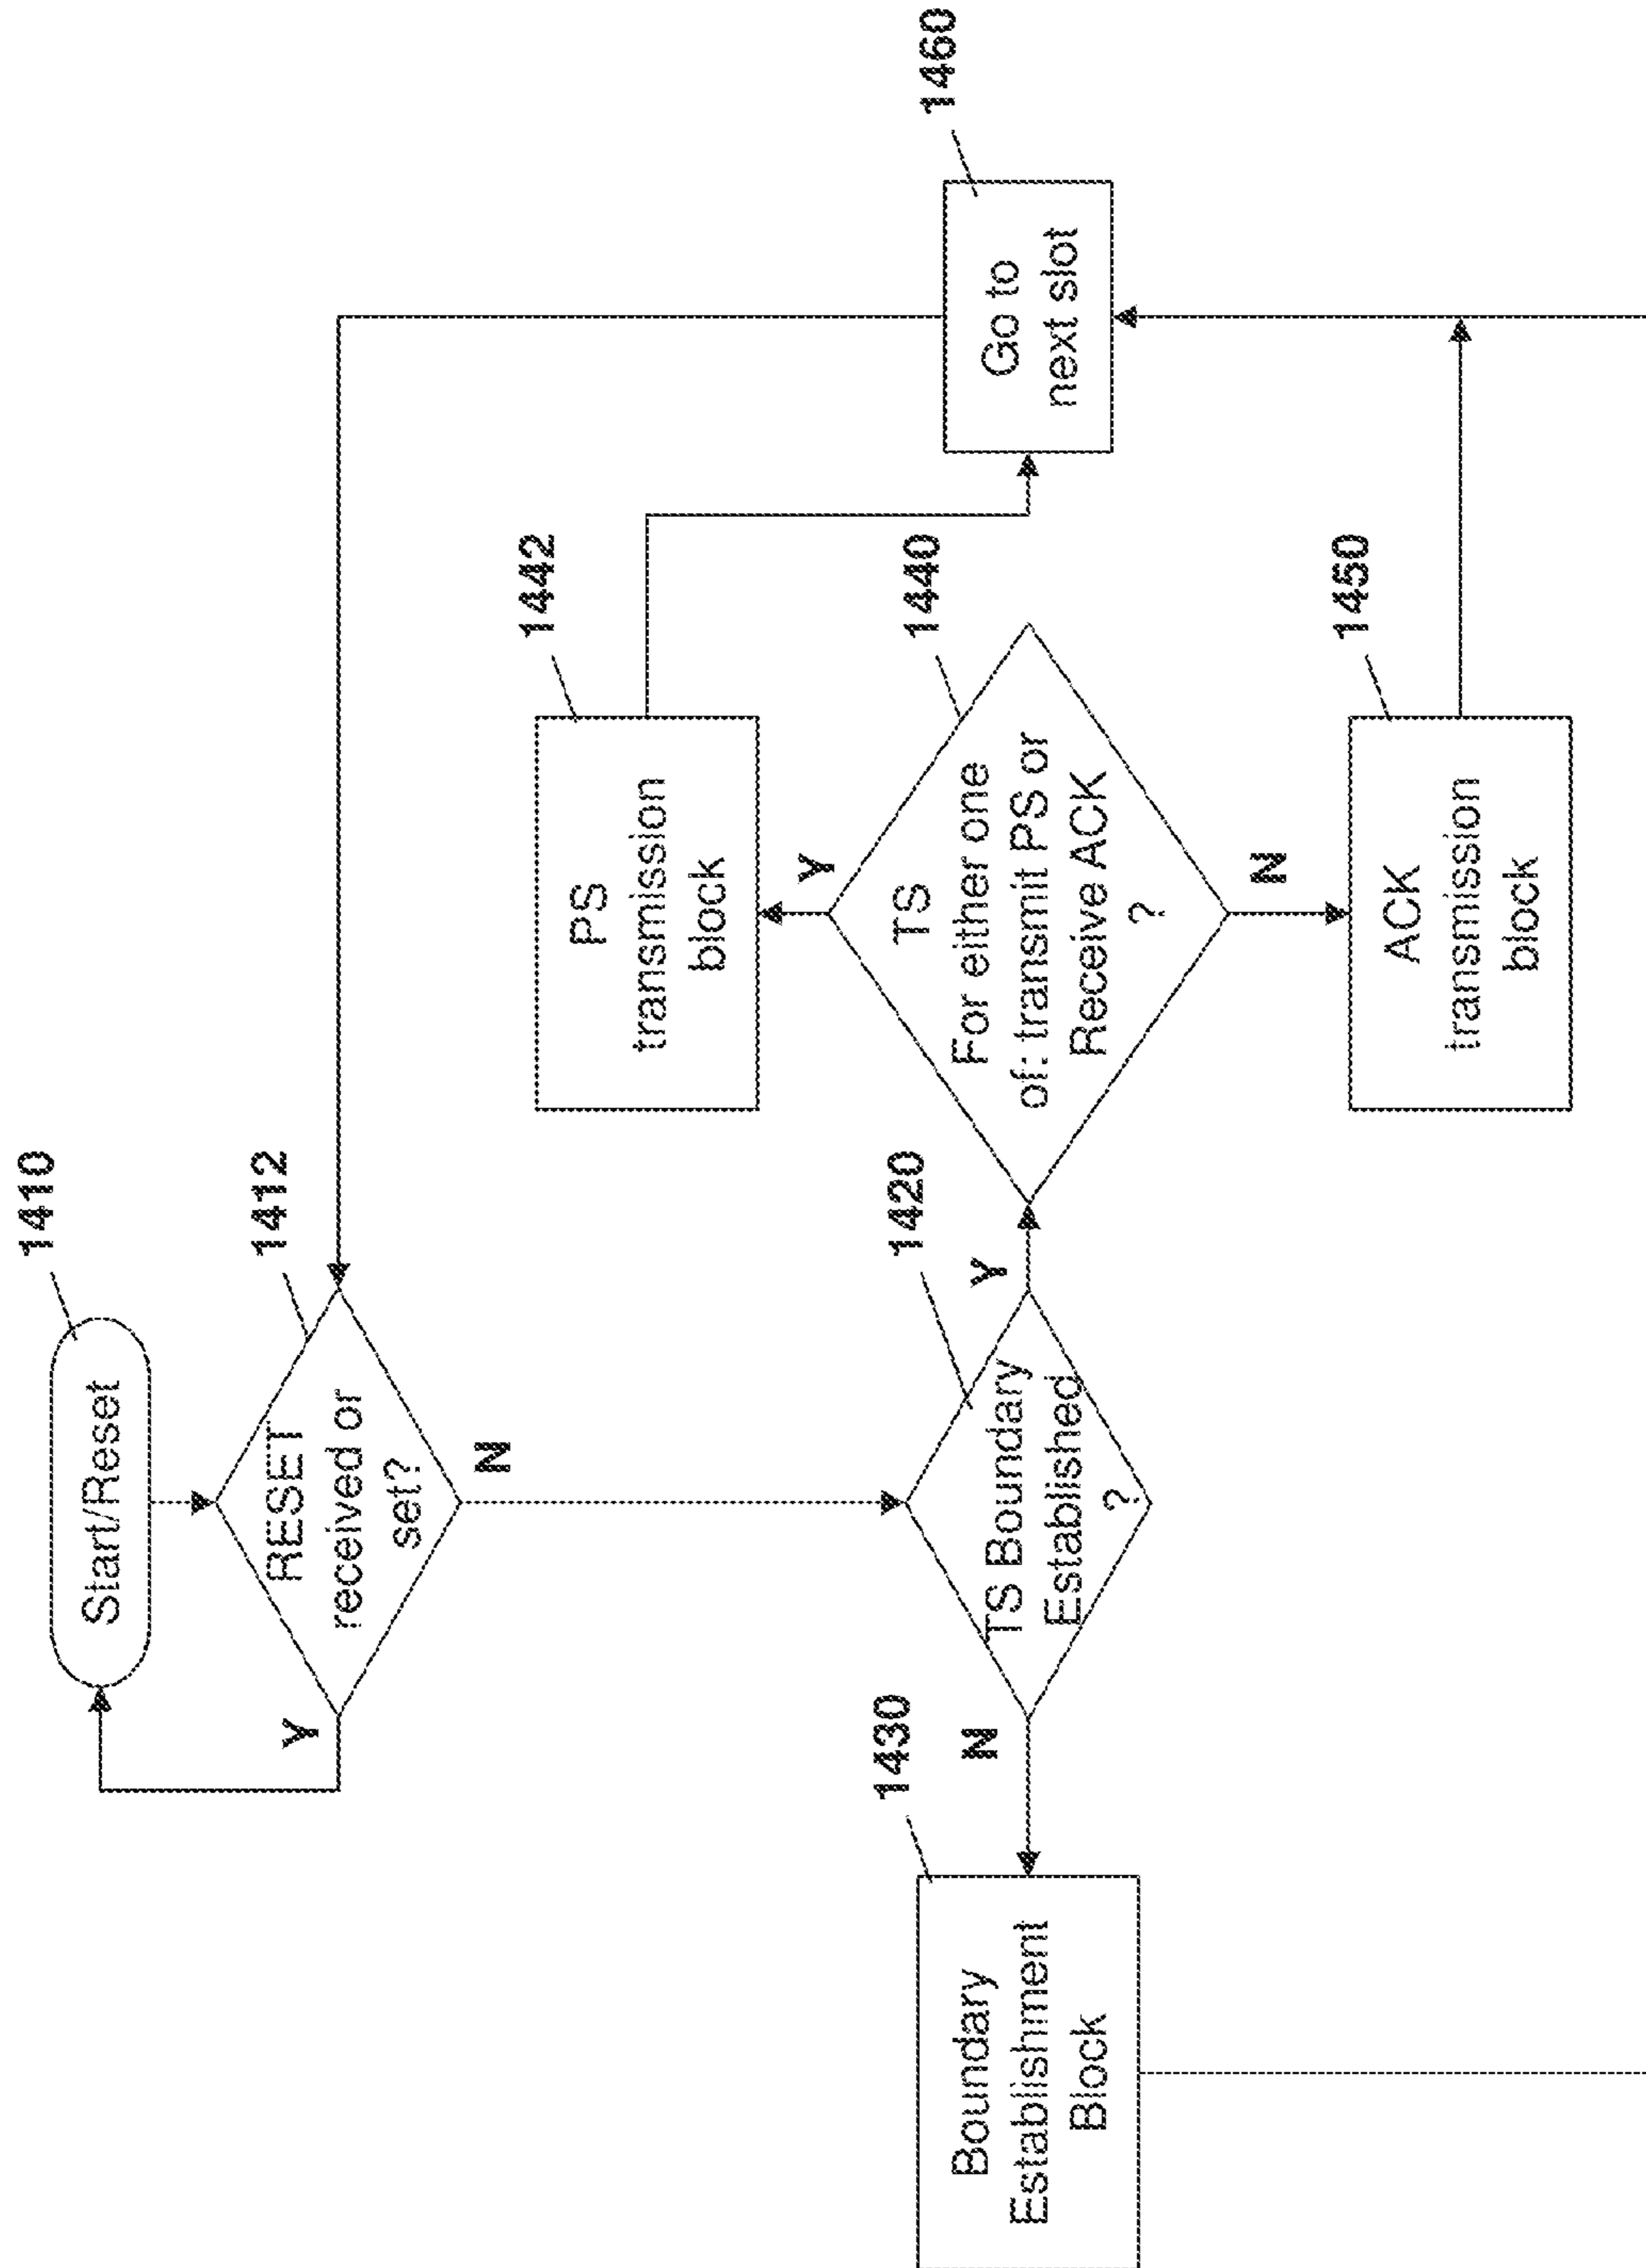 1410
Start/Reset
1412
RESET
received or
set?
Y
N
1442
PS
transmission
block
Y
1420
TS Boundary
Established
?
Y
N
1430
Boundary
Establishment
Block
1440
TS
For either one
of: transmit PS or
Receive ACK
?
N
1450
ACK
transmission
block
1460
Go to
next slot